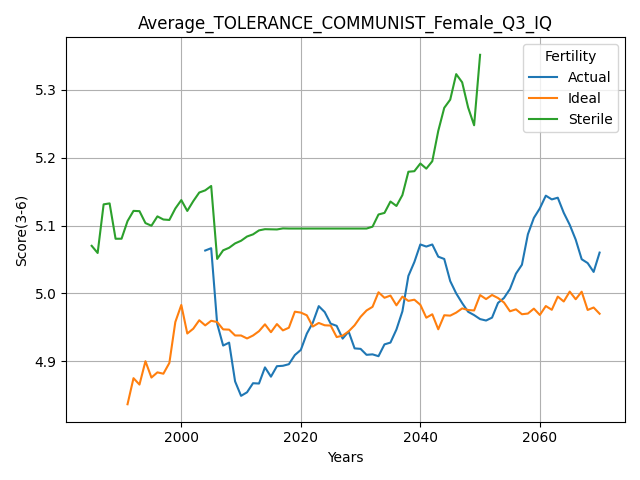 Average_TOLERANCE_COMMUNIST_Female_Q3_IQ
Fertility
Actual
Ideal
Sterile
Score(3-6)
5.3
5.2
5.1
5.0
4.9
2000
2020
2040
2060
Years